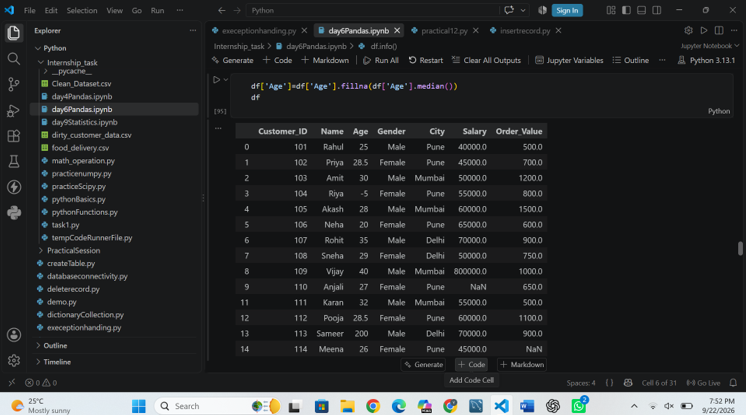 File Edit Selection View Go Run ... Python Sign In
Explorer ...
Python
Internship_task
__pycache__
Clean_Dataset.csv
day4Pandas.ipynb
day6Pandas.ipynb
day9Statistics.ipynb
dirty_customer_data.csv
food_delivery.csv
math_operation.py
practicenumpy.py
practiceScipy.py
pythonBasics.py
pythonFunctions.py
task1.py
tempCodeRunnerFile.py
PracticalSession
createTable.py
databaseconnectivity.py
deleterecord.py
demo.py
dictionaryCollection.py
execeptionhanding.py
Outline
Timeline
execeptionhanding.py day6Pandas.ipynb practical12.py insertrecord.py
Internship_task > day6Pandas.ipynb > df.info() Jupyter Notebook
Generate + Code + Markdown Run All Restart Clear All Outputs Jupyter Variables Outline ... Python 3.13.1
df['Age']=df['Age'].fillna(df['Age'].median())
df
[95] Python
...
Customer_ID Name Age Gender City Salary Order_Value
0 101 Rahul 25 Male Pune 40000.0 500.0
1 102 Priya 28.5 Female Pune 45000.0 700.0
2 103 Amit 30 Male Mumbai 50000.0 1200.0
3 104 Riya -5 Female Pune 55000.0 800.0
4 105 Akash 28 Male Mumbai 60000.0 1500.0
5 106 Neha 20 Female Pune 65000.0 600.0
6 107 Rohit 35 Male Delhi 70000.0 900.0
7 108 Sneha 29 Female Delhi 50000.0 750.0
8 109 Vijay 40 Male Mumbai 800000.0 1000.0
9 110 Anjali 27 Female Pune NaN 650.0
11 111 Karan 32 Male Mumbai 55000.0 500.0
12 112 Pooja 28.5 Female Pune 60000.0 1100.0
13 113 Sameer 200 Male Delhi 70000.0 900.0
14 114 Meena 26 Female Pune 45000.0 NaN
Generate + Code + Markdown
Add Code Cell
0 0 Spaces: 4 { } Cell 6 of 31 Go Live
25°C
Mostly sunny
Search
2
7:52 PM
9/22/2026